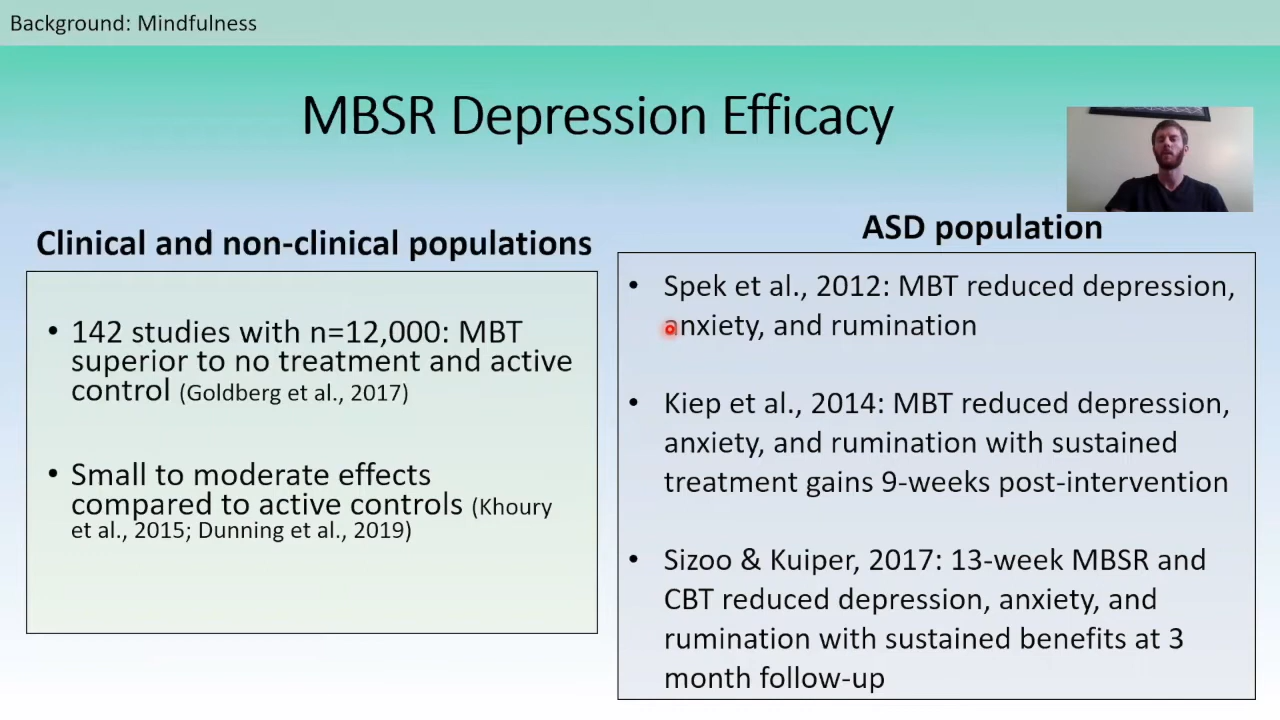 Background: Mindfulness
MBSR Depression Efficacy
Clinical and non-clinical populations
• 142 studies with n=12,000: MBT
superior to no treatment and active
control (Goldberg et al., 2017)
• Small to moderate effects
compared to active controls (Khoury
et al., 2015; Dunning et al., 2019)
ASD population
• Spek et al., 2012: MBT reduced depression,
anxiety, and rumination
• Kiep et al., 2014: MBT reduced depression,
anxiety, and rumination with sustained
treatment gains 9-weeks post-intervention
• Sizoo & Kuiper, 2017: 13-week MBSR and
CBT reduced depression, anxiety, and
rumination with sustained benefits at 3
month follow-up